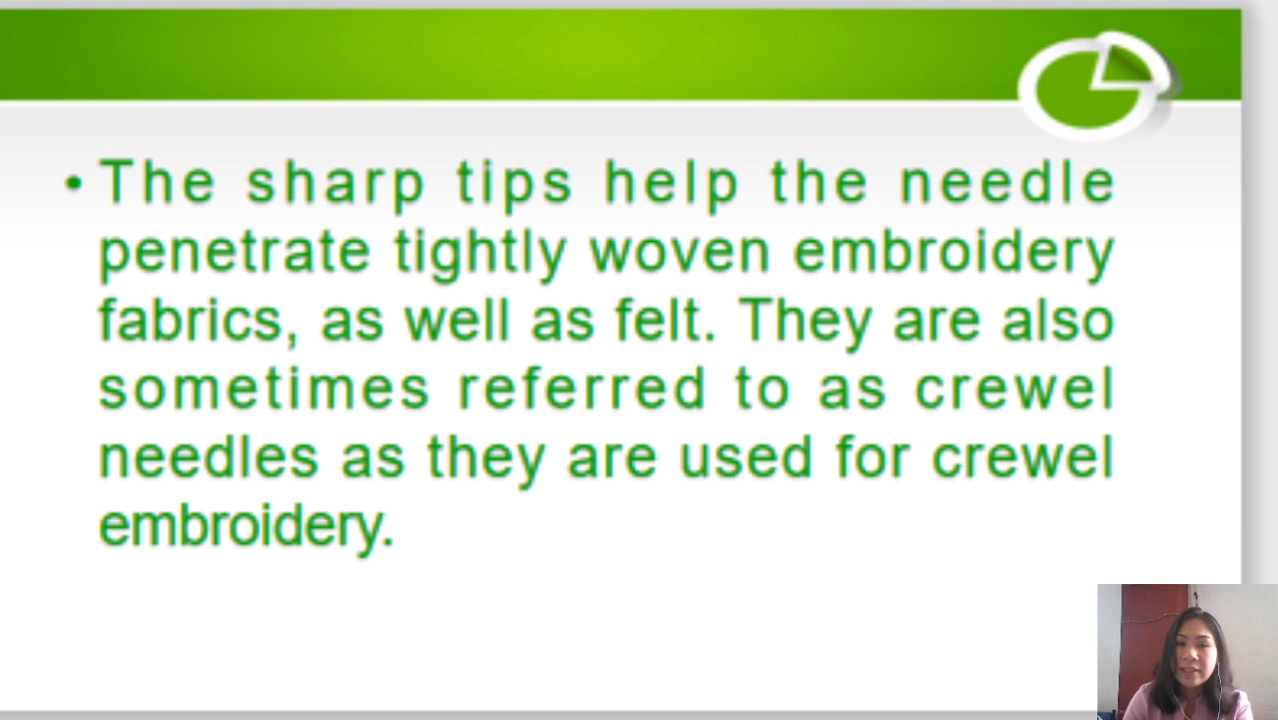 • The sharp tips help the needle
penetrate tightly woven embroidery
fabrics, as well as felt. They are also
sometimes referred to as crewel
needles as they are used for crewel
embroidery.